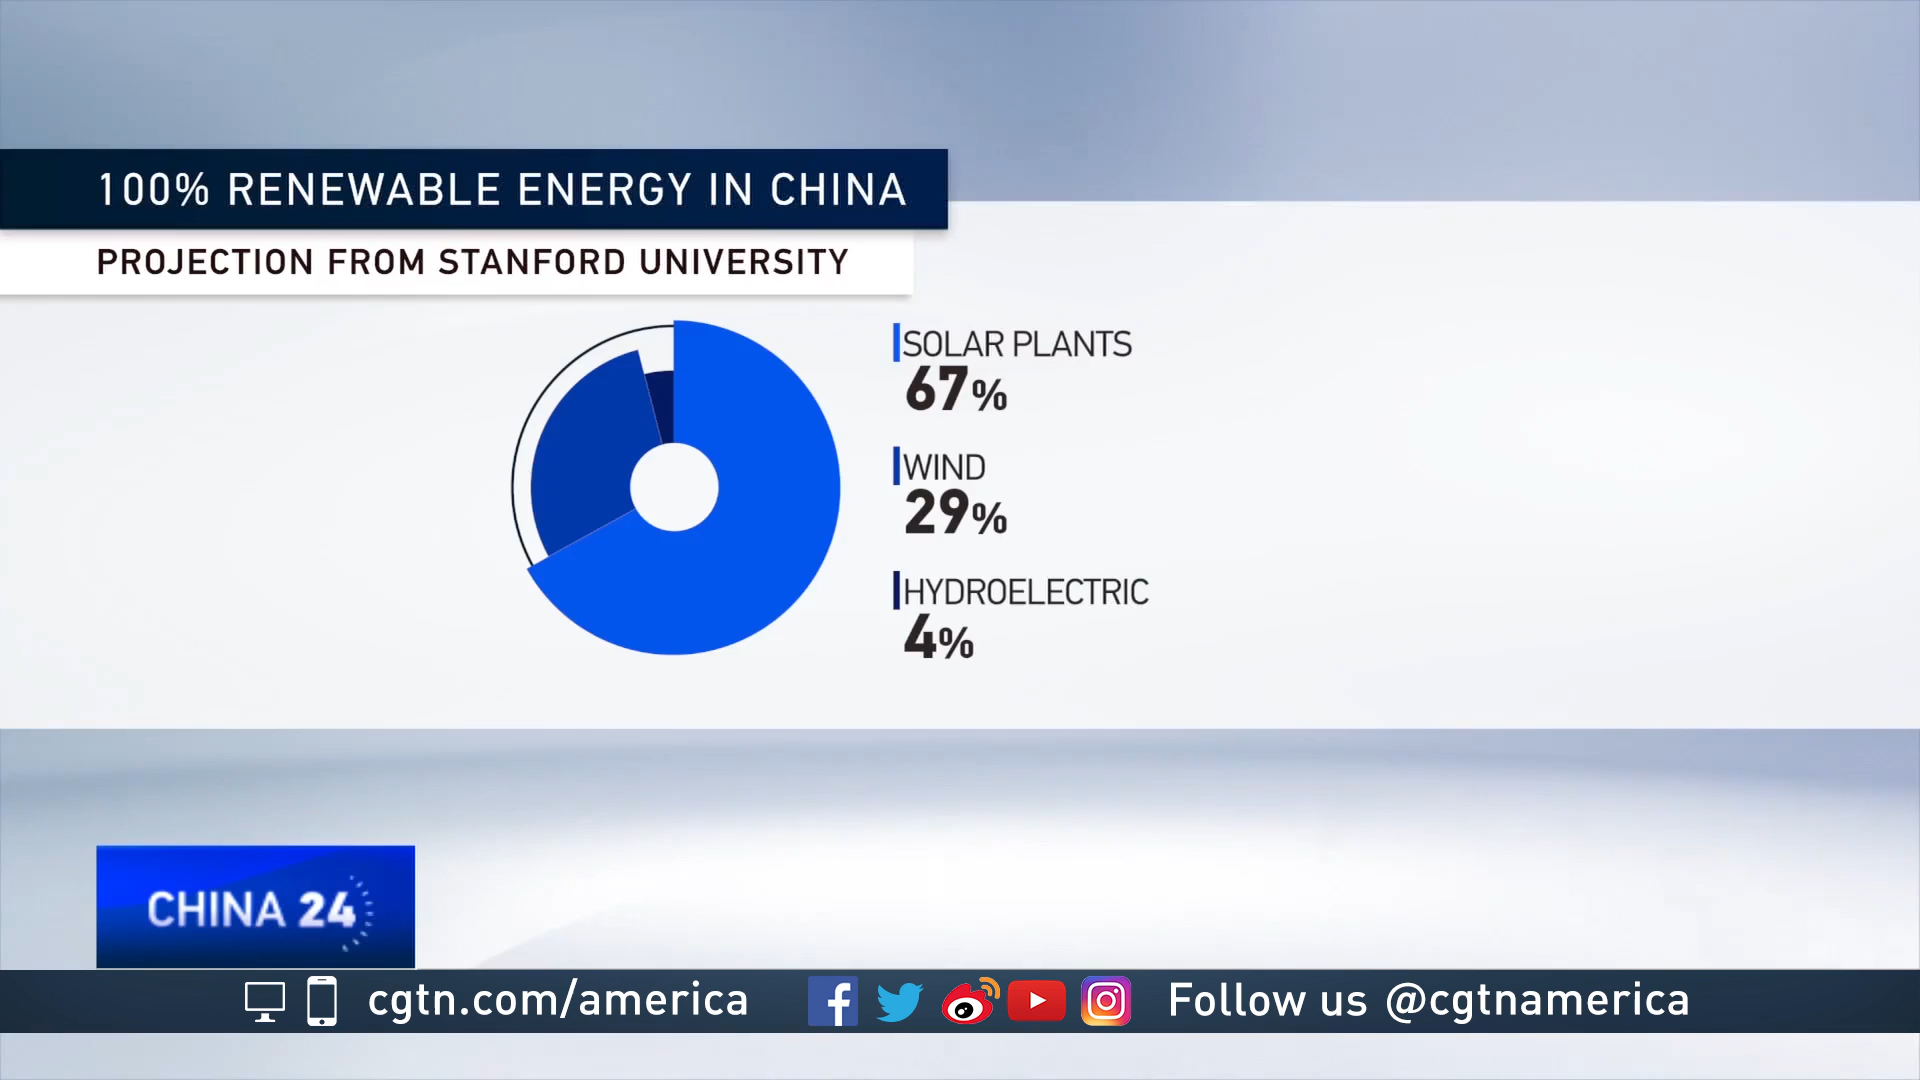 100% RENEWABLE ENERGY IN CHINA
PROJECTION FROM STANFORD UNIVERSITY
SOLAR PLANTS
67%
WIND
29%
HYDROELECTRIC
4%
CHINA 24
cgtn.com/america
Follow us @cgtnamerica